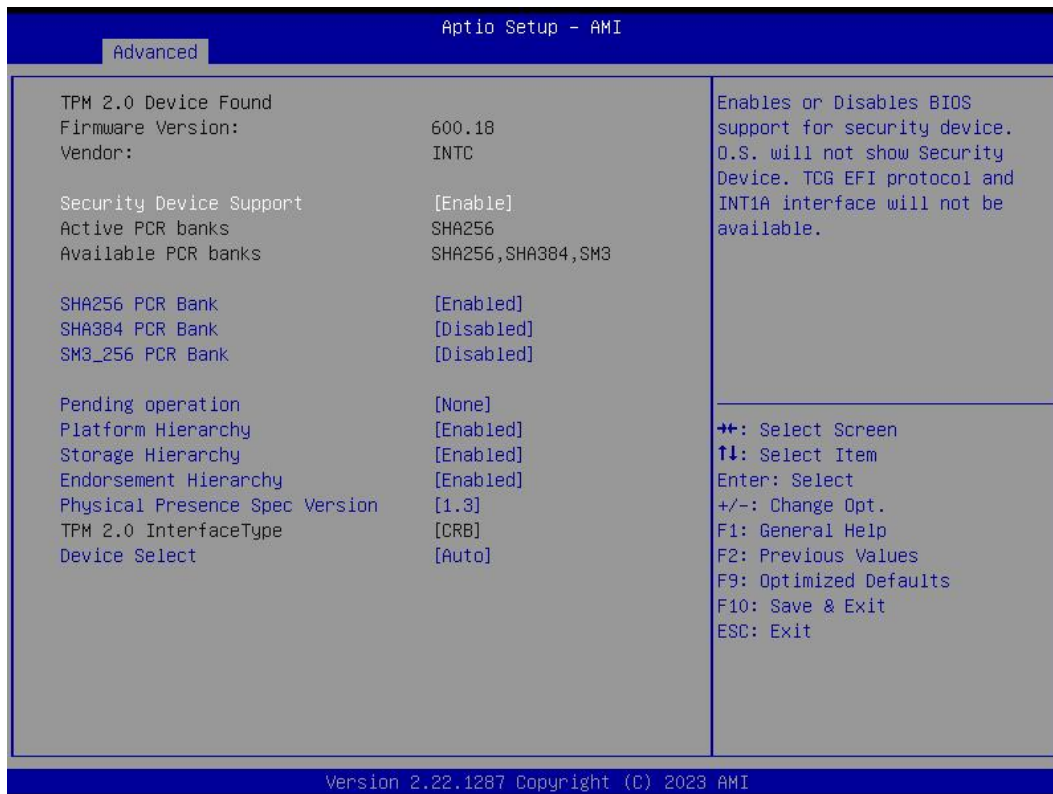 Aptio Setup – AMI
Advanced
TPM 2.0 Device Found
Firmware Version: 600.18
Vendor: INTC
Security Device Support [Enable]
Active PCR banks SHA256
Available PCR banks SHA256,SHA384,SM3
SHA256 PCR Bank [Enabled]
SHA384 PCR Bank [Disabled]
SM3_256 PCR Bank [Disabled]
Pending operation [None]
Platform Hierarchy [Enabled]
Storage Hierarchy [Enabled]
Endorsement Hierarchy [Enabled]
Physical Presence Spec Version [1.3]
TPM 2.0 InterfaceType [CRB]
Device Select [Auto]
Enables or Disables BIOS
support for security device.
O.S. will not show Security
Device. TCG EFI protocol and
INT1A interface will not be
available.
→←: Select Screen
↑↓: Select Item
Enter: Select
+/-: Change Opt.
F1: General Help
F2: Previous Values
F9: Optimized Defaults
F10: Save & Exit
ESC: Exit
Version 2.22.1287 Copyright (C) 2023 AMI